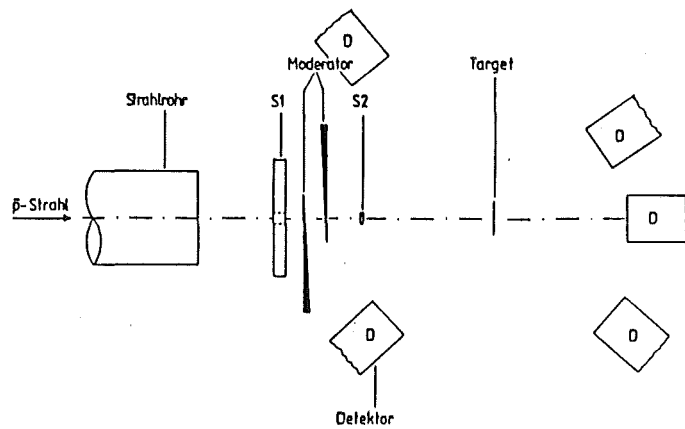 D
Moderator
Target
Strahlrohr
S1
S2
D
p̄-Strahl
D
D
D
Detektor